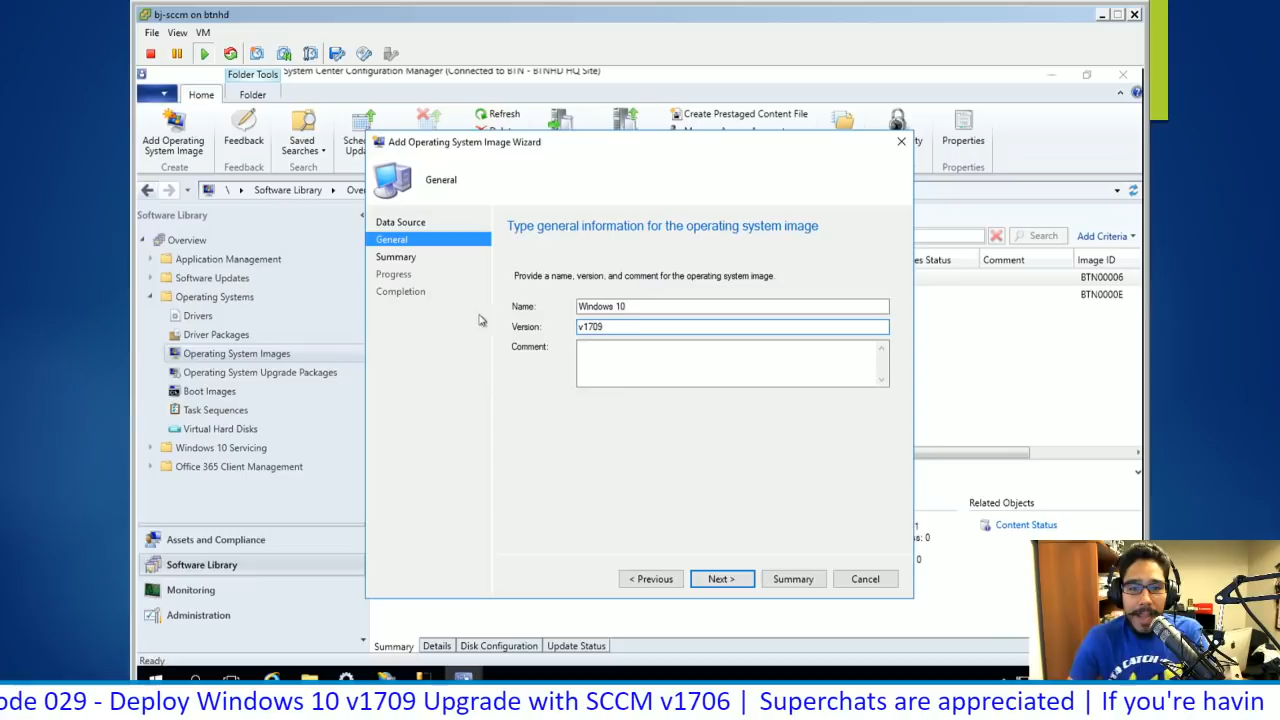 bj-sccm on btnhd
File View VM
Folder Tools System Center Configuration Manager (Connected to BTN - BTNHD HQ Site)
Home Folder
Add Operating System Image
Create
Feedback
Feedback
Saved Searches
Search
Refresh
Create Prestaged Content File
Properties
Properties
\ Software Library
Software Library
Overview
Application Management
Software Updates
Operating Systems
Drivers
Driver Packages
Operating System Images
Operating System Upgrade Packages
Boot Images
Task Sequences
Virtual Hard Disks
Windows 10 Servicing
Office 365 Client Management
Assets and Compliance
Software Library
Monitoring
Administration
Ready
Add Operating System Image Wizard
General
Data Source
General
Summary
Progress
Completion
Type general information for the operating system image
Provide a name, version, and comment for the operating system image.
Name: Windows 10
Version: v1709
Comment:
< Previous Next > Summary Cancel
Search Add Criteria
es Status Comment Image ID
BTN00006
BTN0000E
Related Objects
Content Status
Summary Details Disk Configuration Update Status
ode 029 - Deploy Windows 10 v1709 Upgrade with SCCM v1706 | Superchats are appreciated | If you're havin